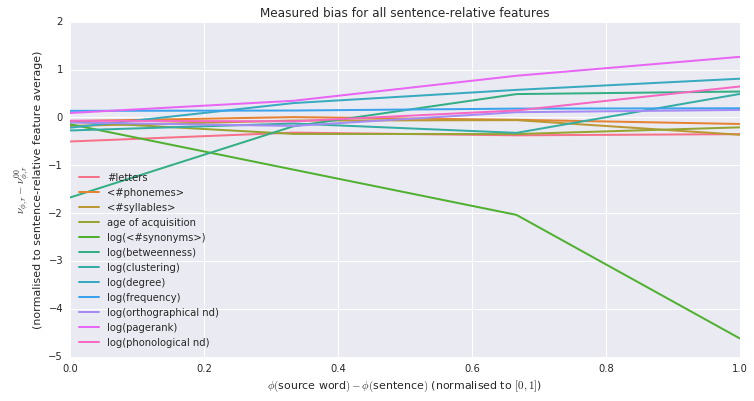 Measured bias for all sentence-relative features
2
1
0
−1
−2
−3
−4
−5
ν_{ϕ,r} − ν_{ϕ,r}^{00}
(normalised to sentence-relative feature average)
#letters
<#phonemes>
<#syllables>
age of acquisition
log(<#synonyms>)
log(betweenness)
log(clustering)
log(degree)
log(frequency)
log(orthographical nd)
log(pagerank)
log(phonological nd)
0.0 0.2 0.4 0.6 0.8 1.0
ϕ(source word) − ϕ(sentence) (normalised to [0, 1])